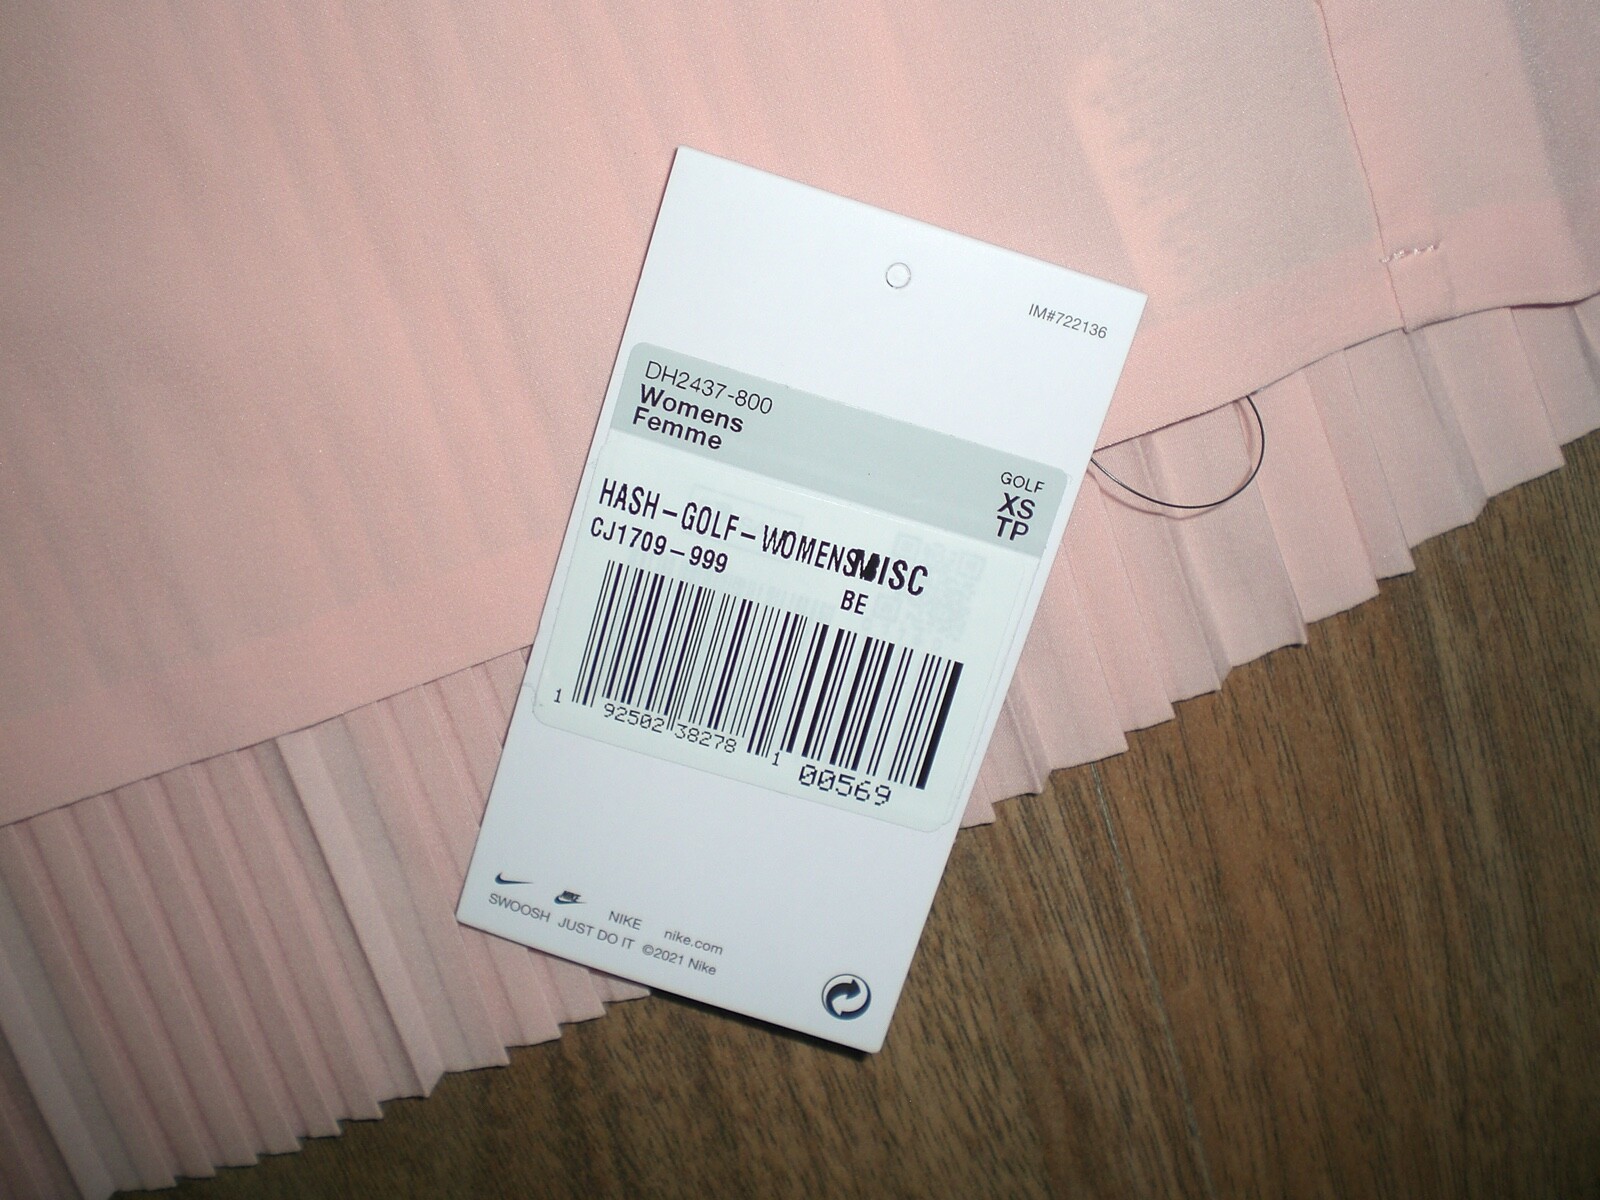 IM#722136
DH2437-800
Womens
Femme
GOLF
XS
TP
HASH-GOLF-WOMENS MISC
CJ1709-999
BE
1 92502 38278 1
00569
NIKE nike.com
SWOOSH JUST DO IT ©2021 Nike